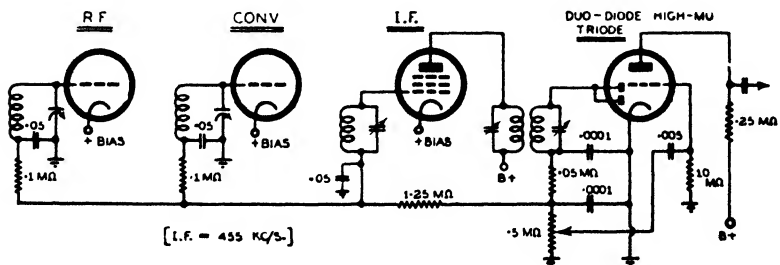 RF
CONV
I.F.
DUO-DIODE HIGH-MU
TRIODE
.05
+ BIAS
.1 MΩ
.05
+ BIAS
.1 MΩ
+BIAS
.05
B+
1.25 MΩ
.0001
.05 MΩ
.0001
.5 MΩ
.005
10
MΩ
.25 MΩ
B+
[I.F. = 455 KC/S.]